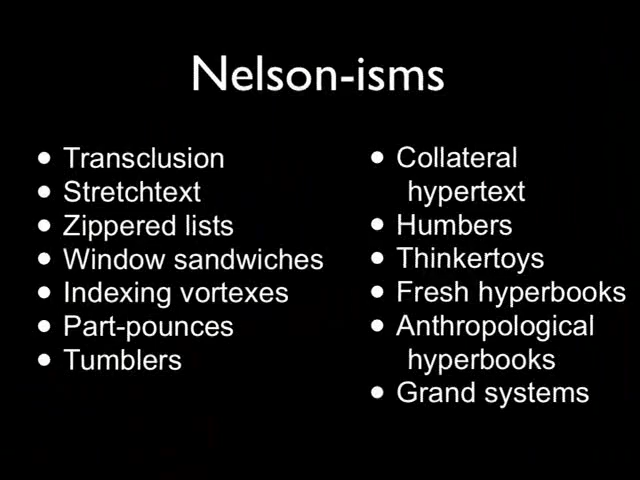 Nelson-isms
• Transclusion
• Stretchtext
• Zippered lists
• Window sandwiches
• Indexing vortexes
• Part-pounces
• Tumblers
• Collateral
hypertext
• Humbers
• Thinkertoys
• Fresh hyperbooks
• Anthropological
hyperbooks
• Grand systems